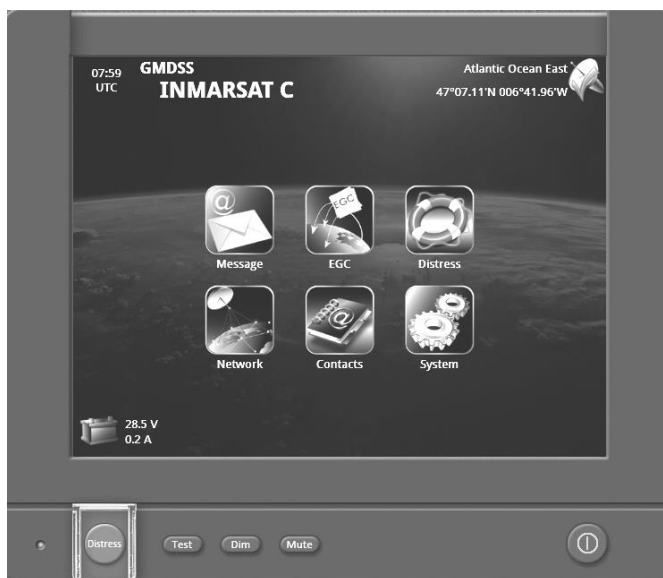 07:59
UTC
GMDSS
INMARSAT C
Atlantic Ocean East
47°07.11'N 006°41.96'W
@
EGC
@
Message
EGC
Distress
Network
Contacts
System
28.5 V
0.2 A
Distress
Test
Dim
Mute